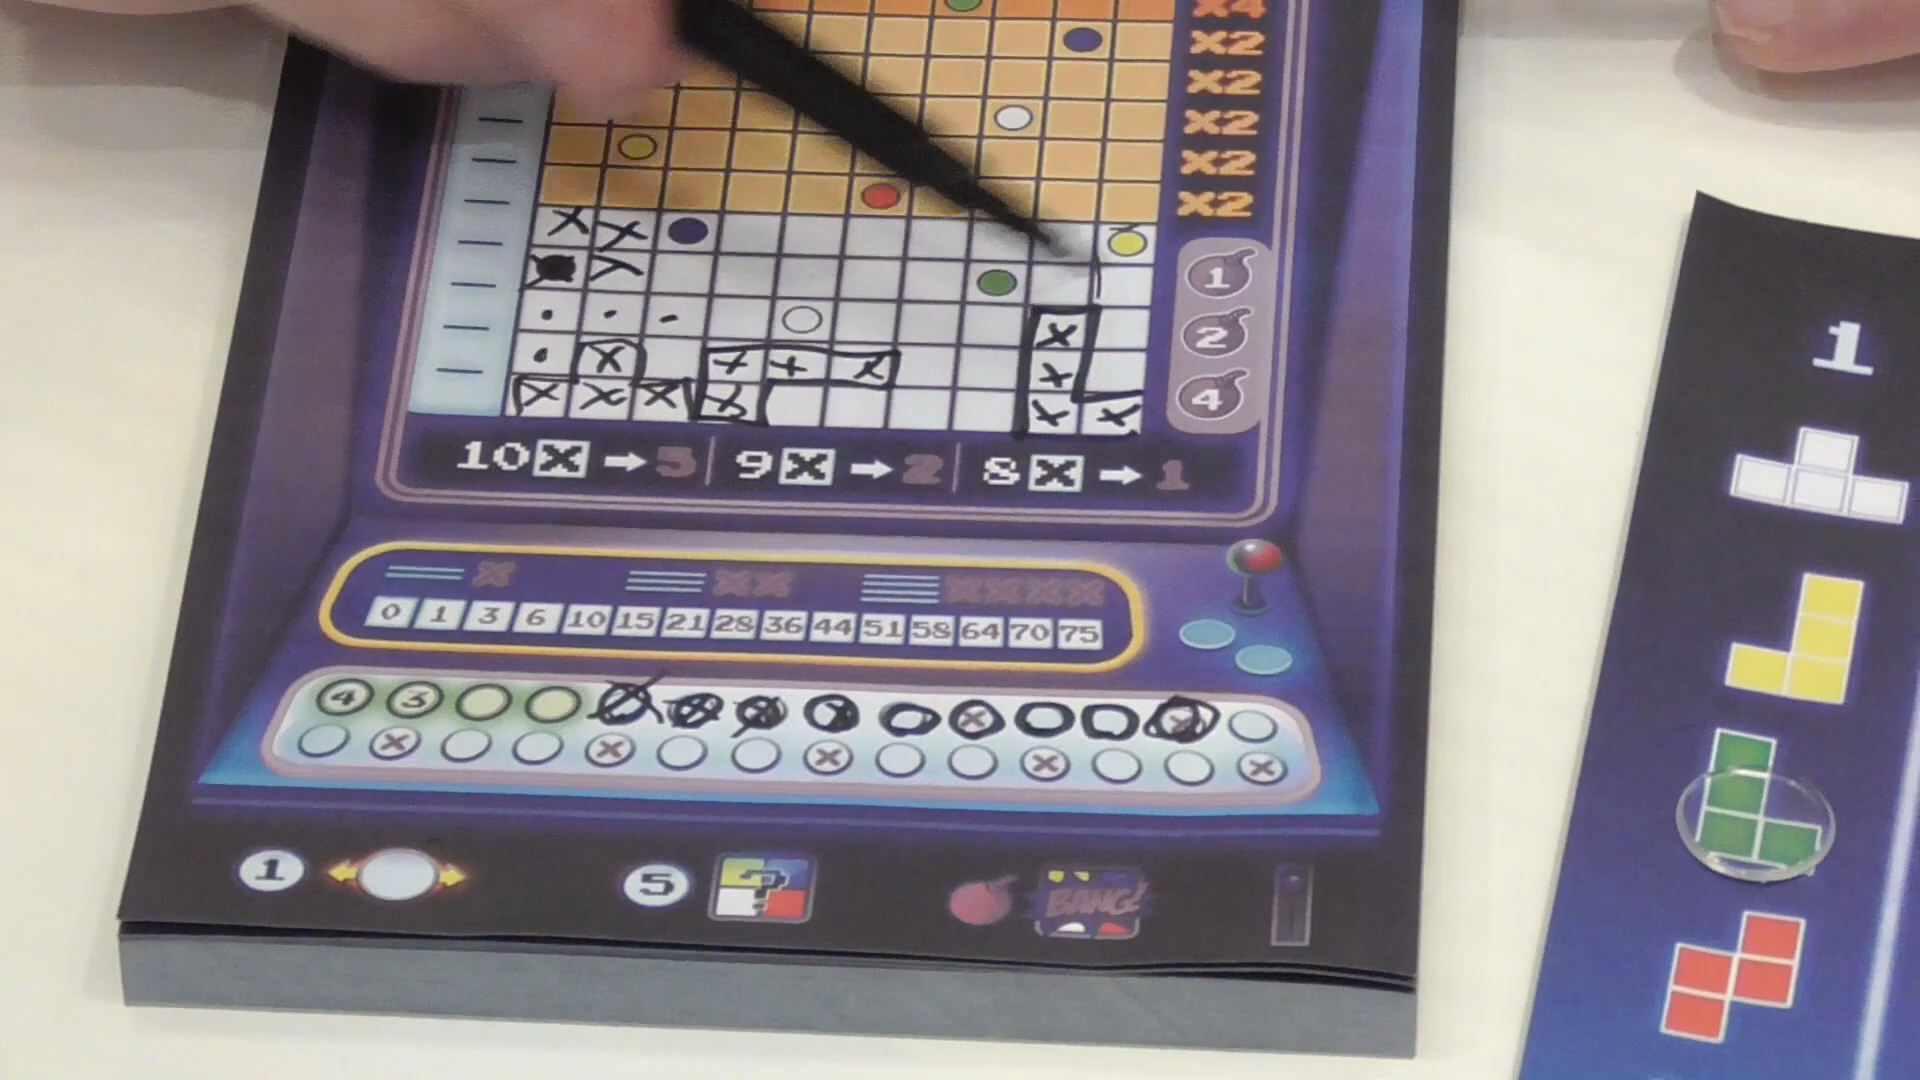 X4
X2
X2
X2
X2
X2
1
2
4
10 X → 5 | 9 X → 2 | 8 X → 1
0 1 3 6 10 15 21 28 36 44 51 58 64 70 75
4 3
1 5 ? BANG!
1